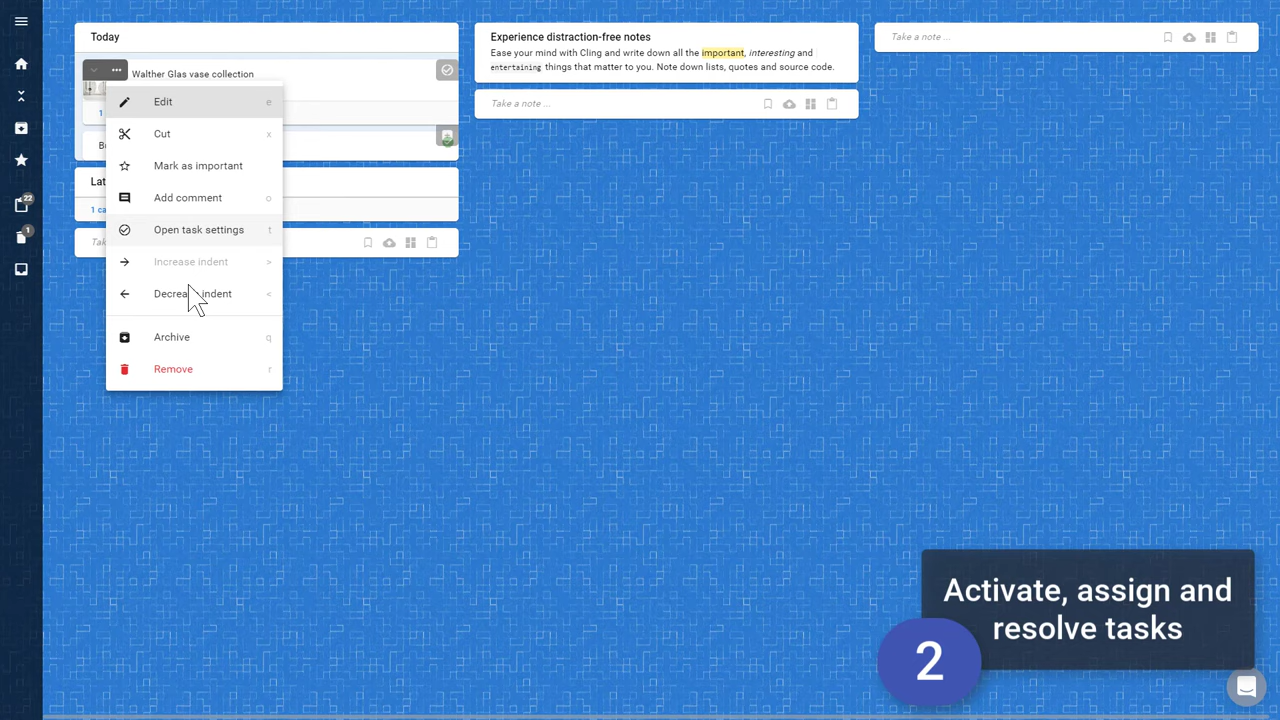 Today
Walther Glas vase collection
1
Edit e
Cut x
Mark as important
Add comment o
Open task settings t
Increase indent >
indent <
Archive q
Remove r
Experience distraction-free notes
Ease your mind with Cling and write down all the important, interesting and
entertaining things that matter to you. Note down lists, quotes and source code.
Take a note ...
Take a note ...
22
1
Activate, assign and
resolve tasks
2